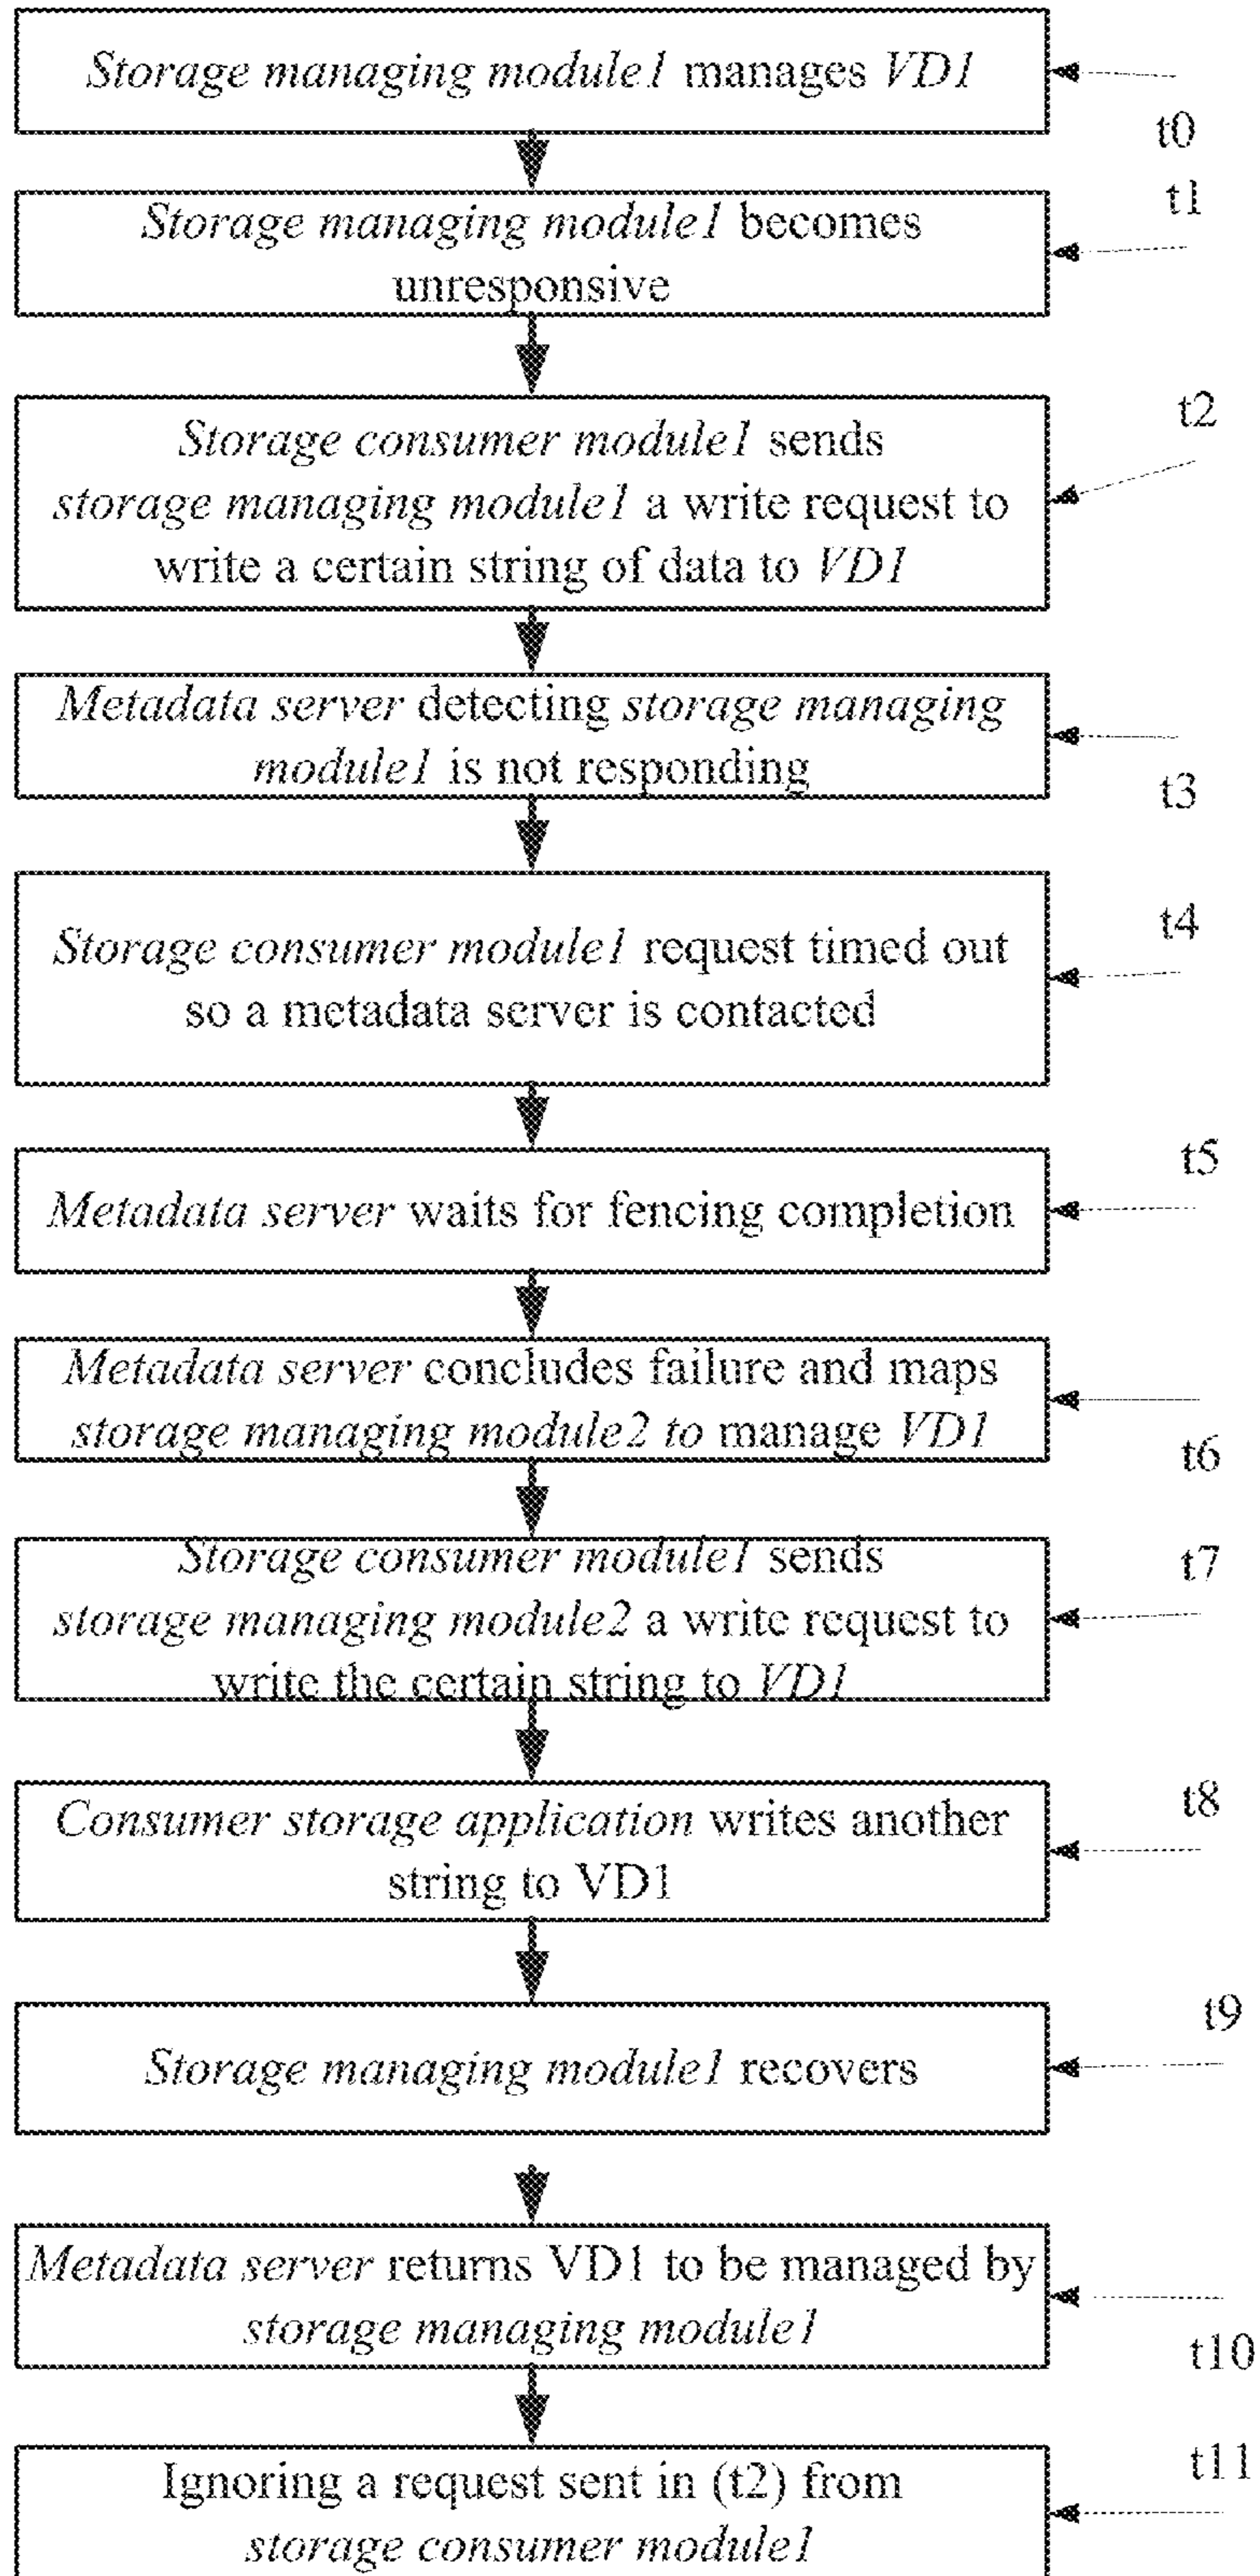 Storage managing module1 manages VD1
t0
t1
Storage managing module1 becomes
unresponsive
t2
Storage consumer module1 sends
storage managing module1 a write request to
write a certain string of data to VD1
Metadata server detecting storage managing
module1 is not responding
t3
t4
Storage consumer module1 request timed out
so a metadata server is contacted
t5
Metadata server waits for fencing completion
Metadata server concludes failure and maps
storage managing module2 to manage VD1
t6
t7
Storage consumer module1 sends
storage managing module2 a write request to
write the certain string to VD1
t8
Consumer storage application writes another
string to VD1
t9
Storage managing module1 recovers
Metadata server returns VD1 to be managed by
storage managing module1
t10
t11
Ignoring a request sent in (t2) from
storage consumer module1